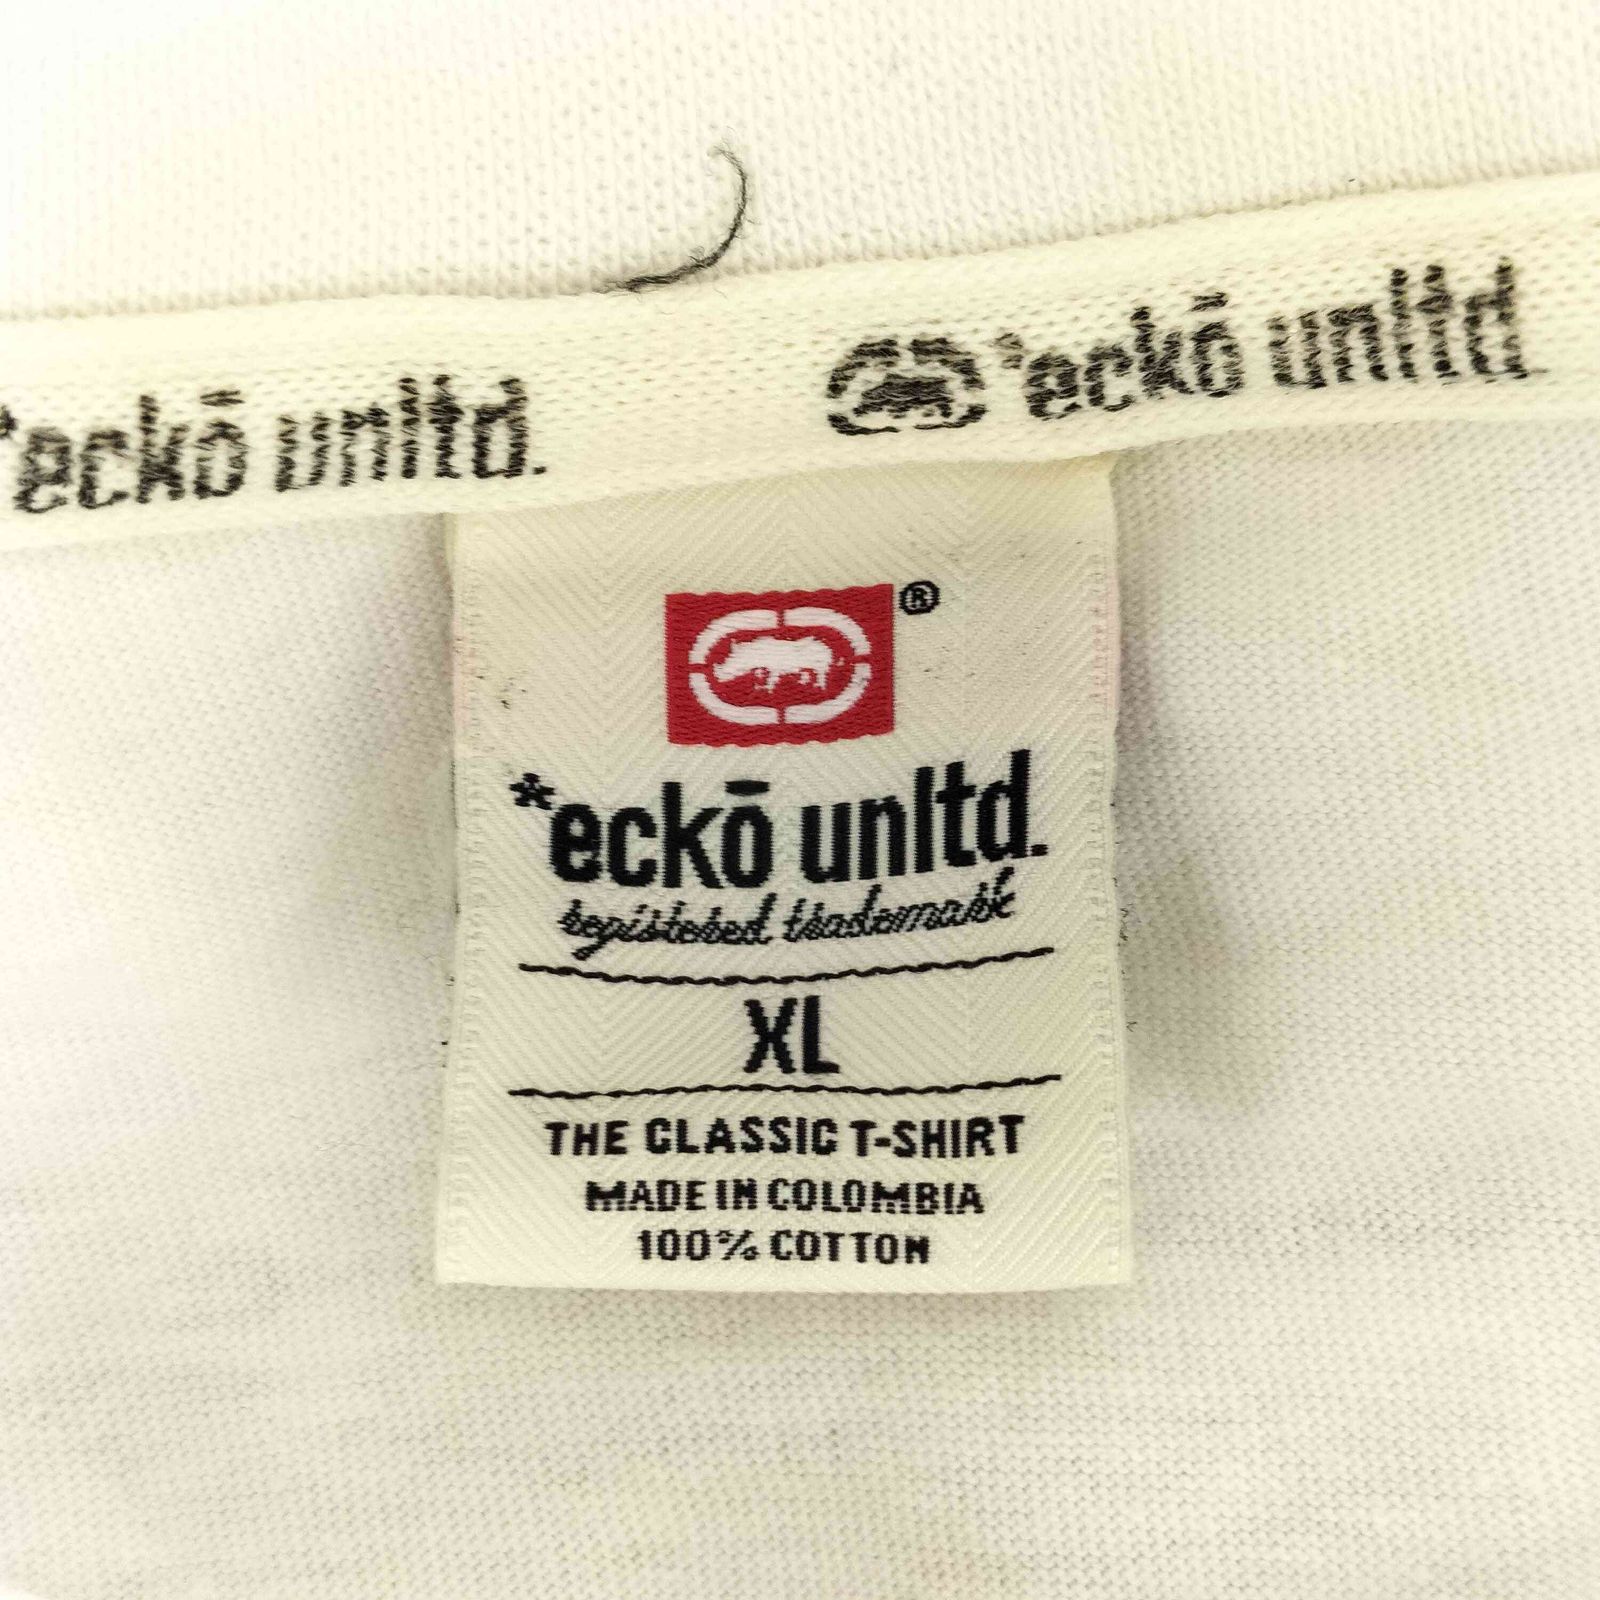 *eckō unltd.
*eckō unltd.
®
*eckō unltd.
registered trademark
XL
THE CLASSIC T-SHIRT
MADE IN COLOMBIA
100% COTTON